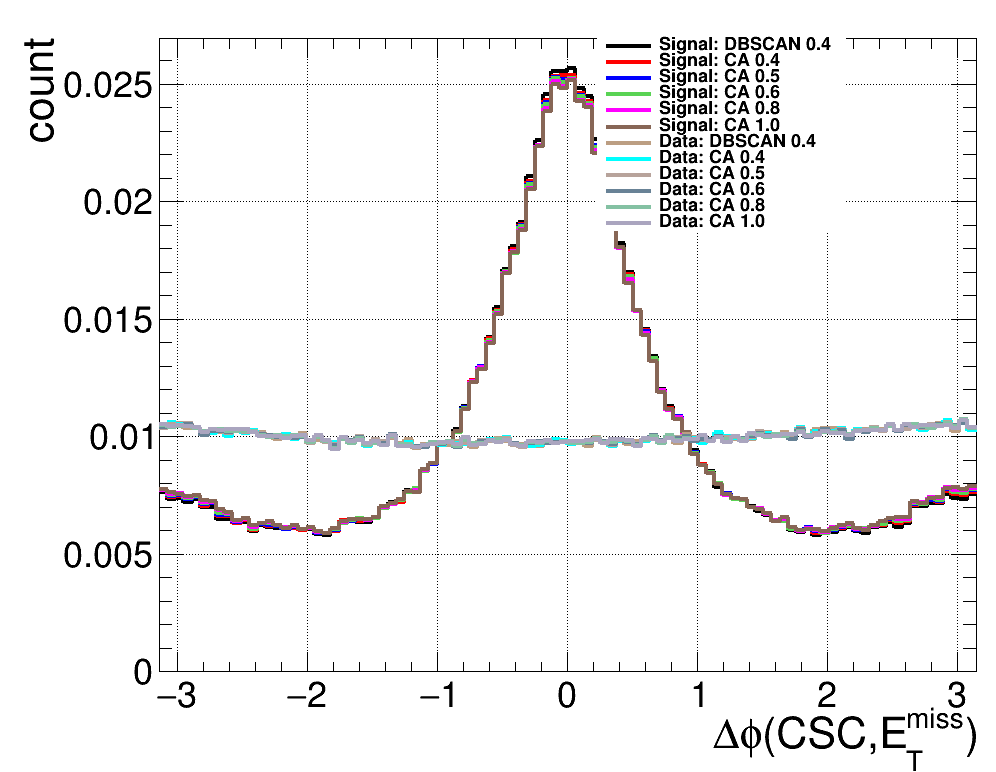 count
0.025
0.02
0.015
0.01
0.005
0
Signal: DBSCAN 0.4
Signal: CA 0.4
Signal: CA 0.5
Signal: CA 0.6
Signal: CA 0.8
Signal: CA 1.0
Data: DBSCAN 0.4
Data: CA 0.4
Data: CA 0.5
Data: CA 0.6
Data: CA 0.8
Data: CA 1.0
−3 −2 −1 0 1 2 3
Δϕ(CSC,E_T^miss)